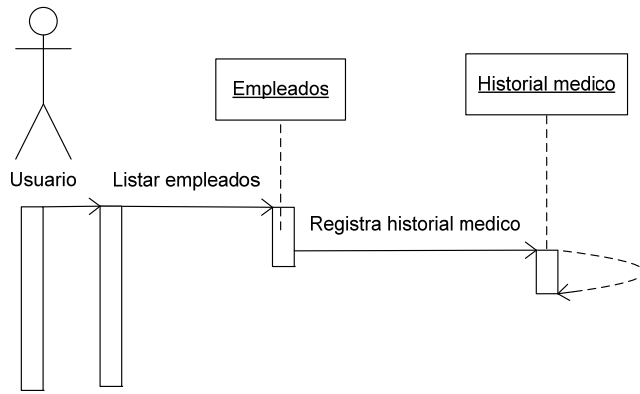 Empleados
Historial medico
Usuario
Listar empleados
Registra historial medico